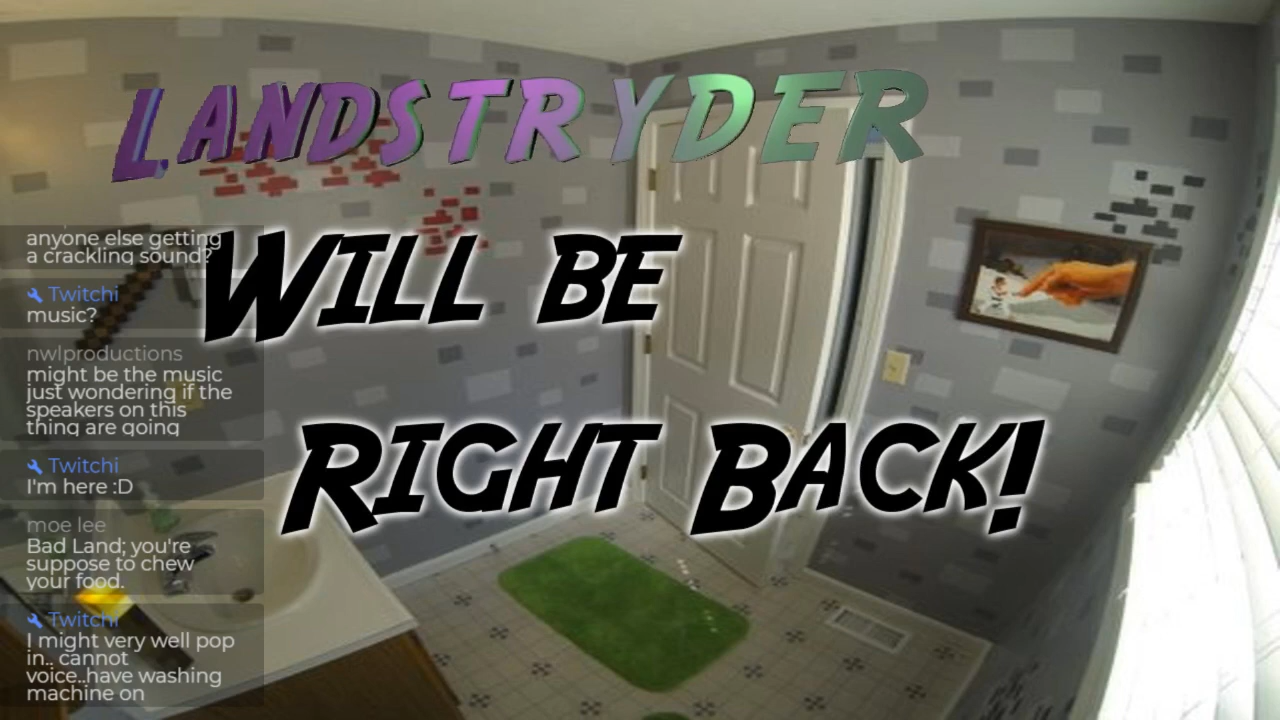 LANDSTRYDER
WILL BE
RIGHT BACK!
anyone else getting
a crackling sound?
Twitchi
music?
nwlproductions
might be the music
just wondering if the
speakers on this
thing are going
Twitchi
I'm here :D
moe lee
Bad Land; you're
suppose to chew
your food.
Twitchi
I might very well pop
in.. cannot
voice..have washing
machine on